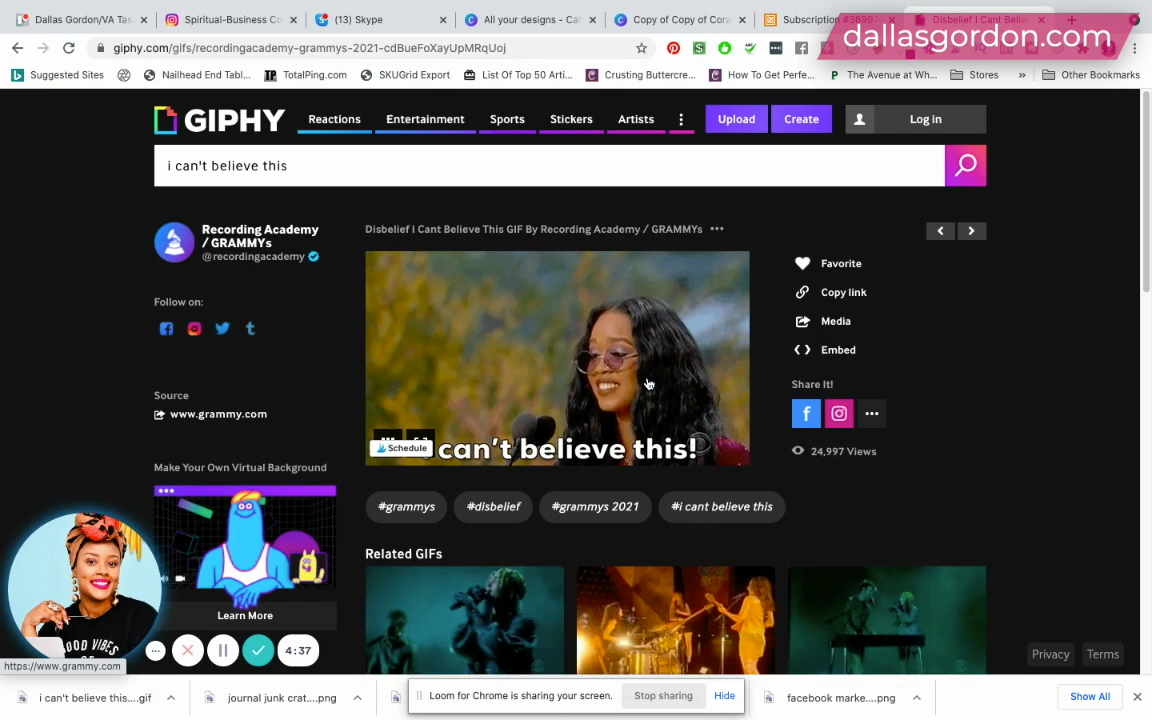 Dallas Gordon/VA Tas
Spiritual-Business Co
(13) Skype
All your designs - Can
Copy of Copy of Cora
Subscription #36997
Disbelief I Cant Belie
dallasgordon.com
giphy.com/gifs/recordingacademy-grammys-2021-cdBueFoXayUpMRqUoj
Suggested Sites
Nailhead End Tabl...
TotalPing.com
SKUGrid Export
List Of Top 50 Arti...
Crusting Buttercre...
How To Get Perfe...
The Avenue at Wh...
Stores
»
Other Bookmarks
GIPHY
Reactions
Entertainment
Sports
Stickers
Artists
Upload
Create
Log in
i can't believe this
Recording Academy
/ GRAMMYs
@recordingacademy
Disbelief I Cant Believe This GIF By Recording Academy / GRAMMYs
Follow on:
Favorite
Copy link
Media
Embed
Share It!
24,997 Views
Source
www.grammy.com
Schedule
can't believe this!
Make Your Own Virtual Background
Learn More
#grammys
#disbelief
#grammys 2021
#i cant believe this
Related GIFs
OOD VIBES
4:37
https://www.grammy.com
Privacy
Terms
i can't believe this....gif
journal junk crat....png
Loom for Chrome is sharing your screen.
Stop sharing
Hide
facebook marke....png
Show All